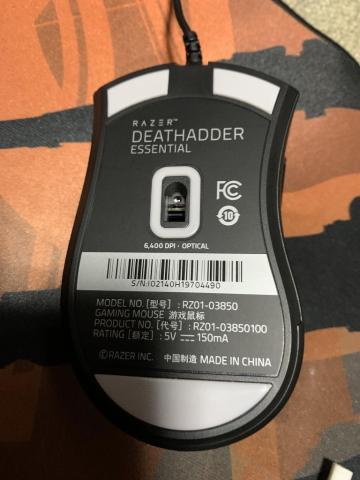 RAZER™
DEATHADDER
ESSENTIAL
FC
10
6,400 DPI · OPTICAL
S/N:I02140H19704490
MODEL NO. [型号] : RZ01-03850
GAMING MOUSE 游戏鼠标
PRODUCT NO. [代号] : RZ01-03850100
RATING [额定] : 5V ⎓ 150mA
©RAZER INC. 中国制造 MADE IN CHINA